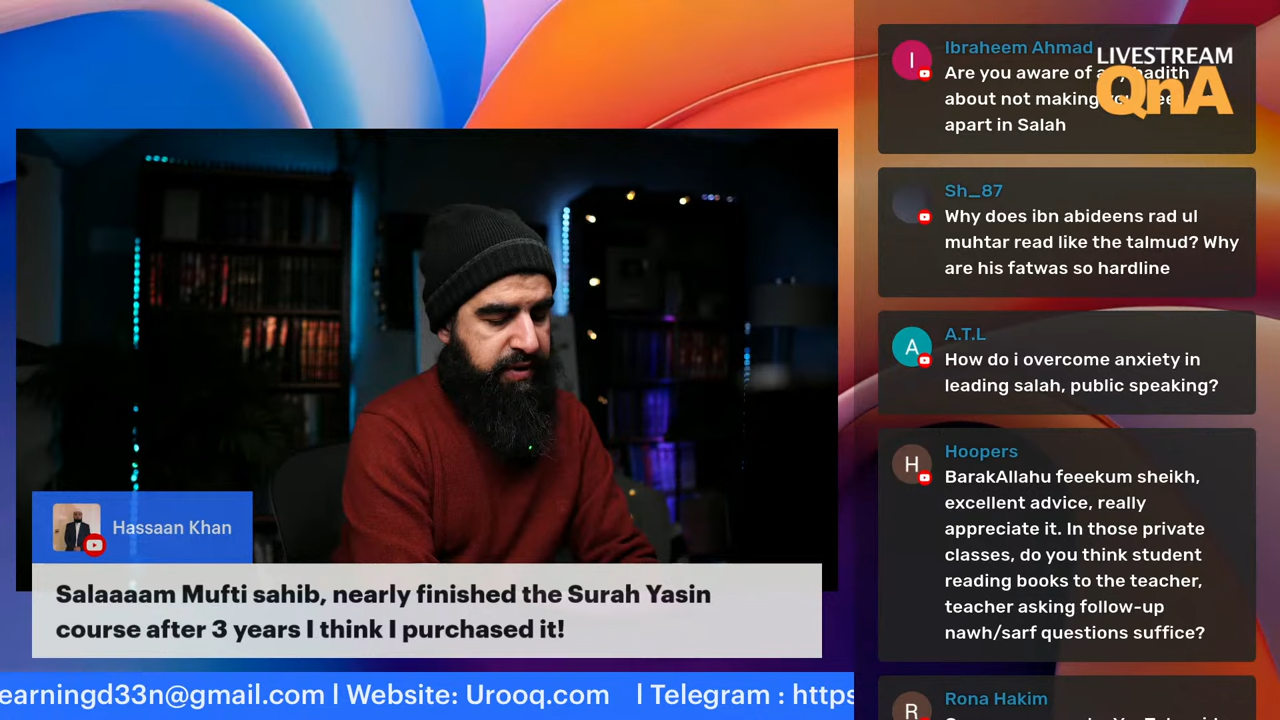 Ibraheem Ahmad
Are you aware of any hadith
about not making
apart in Salah
LIVESTREAM
QnA
Sh_87
Why does ibn abideens rad ul
muhtar read like the talmud? Why
are his fatwas so hardline
A.T.L
How do i overcome anxiety in
leading salah, public speaking?
Hoopers
BarakAllahu feeekum sheikh,
excellent advice, really
appreciate it. In those private
classes, do you think student
reading books to the teacher,
teacher asking follow-up
nawh/sarf questions suffice?
Rona Hakim
I
A
H
R
Hassaan Khan
Salaaaam Mufti sahib, nearly finished the Surah Yasin
course after 3 years I think I purchased it!
earningd33n@gmail.com l Website: Urooq.com l Telegram : https